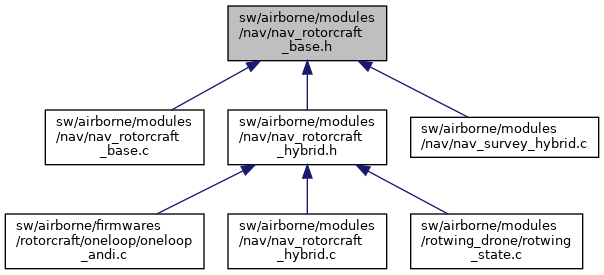 sw/airborne/modules
/nav/nav_rotorcraft
_base.h
sw/airborne/modules
/nav/nav_rotorcraft
_base.c
sw/airborne/modules
/nav/nav_rotorcraft
_hybrid.h
sw/airborne/modules
/nav/nav_survey_hybrid.c
sw/airborne/firmwares
/rotorcraft/oneloop/oneloop
_andi.c
sw/airborne/modules
/nav/nav_rotorcraft
_hybrid.c
sw/airborne/modules
/rotwing_drone/rotwing
_state.c